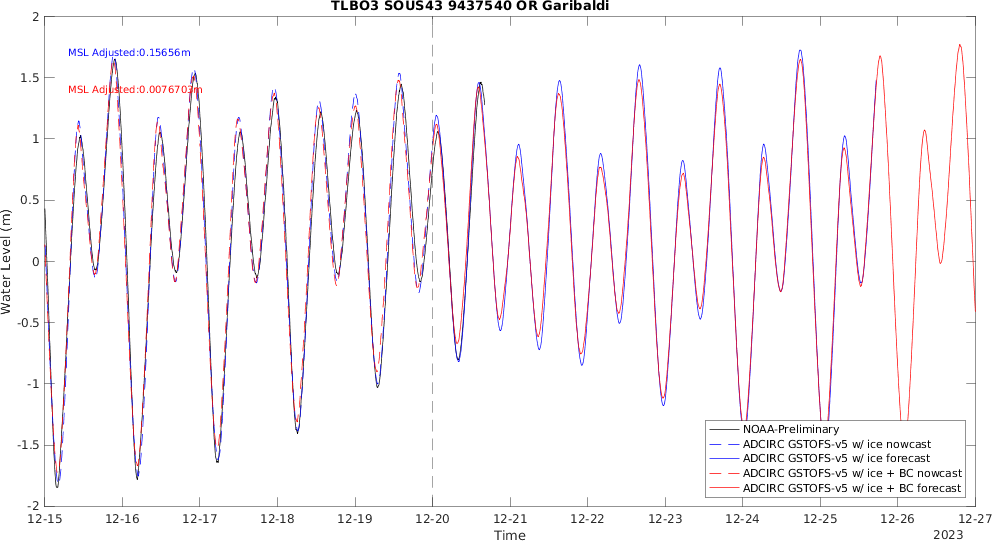 TLBO3 SOUS43 9437540 OR Garibaldi
2
1.5
1
0.5
0
-0.5
-1
-1.5
-2
Water Level (m)
MSL Adjusted:0.15656m
MSL Adjusted:0.0076703m
NOAA-Preliminary
ADCIRC GSTOFS-v5 w/ ice nowcast
ADCIRC GSTOFS-v5 w/ ice forecast
ADCIRC GSTOFS-v5 w/ ice + BC nowcast
ADCIRC GSTOFS-v5 w/ ice + BC forecast
12-15 12-16 12-17 12-18 12-19 12-20 12-21 12-22 12-23 12-24 12-25 12-26 12-27
Time
2023